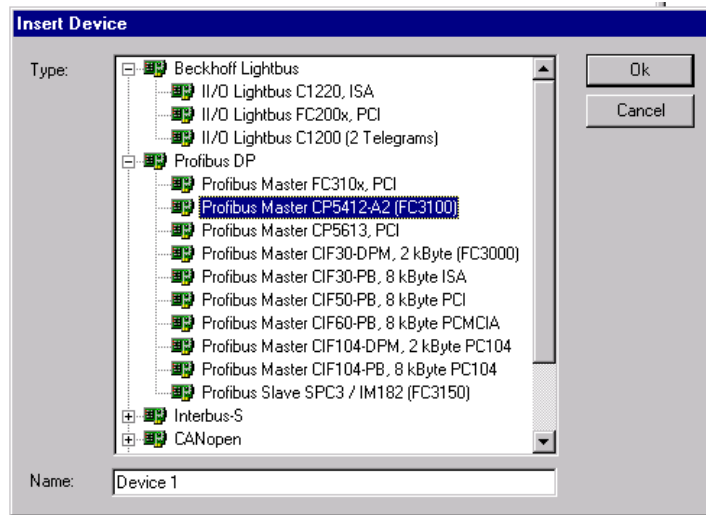 Insert Device
Type:
Beckhoff Lightbus
II/O Lightbus C1220, ISA
II/O Lightbus FC200x, PCI
II/O Lightbus C1200 (2 Telegrams)
Profibus DP
Profibus Master FC310x, PCI
Profibus Master CP5412-A2 (FC3100)
Profibus Master CP5613, PCI
Profibus Master CIF30-DPM, 2 kByte (FC3000)
Profibus Master CIF30-PB, 8 kByte ISA
Profibus Master CIF50-PB, 8 kByte PCI
Profibus Master CIF60-PB, 8 kByte PCMCIA
Profibus Master CIF104-DPM, 2 kByte PC104
Profibus Master CIF104-PB, 8 kByte PC104
Profibus Slave SPC3 / IM182 (FC3150)
Interbus-S
CANopen
Ok
Cancel
Name:
Device 1